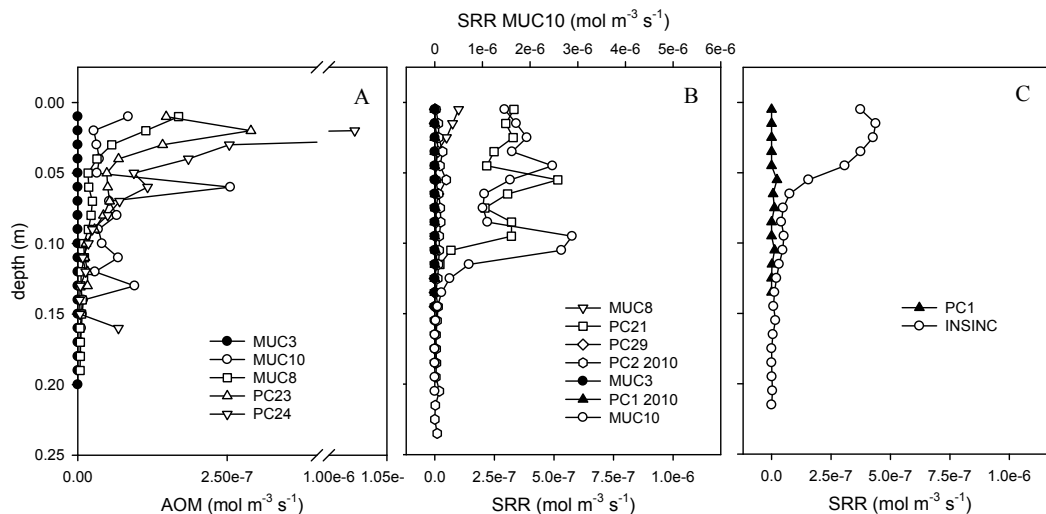 SRR MUC10 (mol m⁻³ s⁻¹)
0 1e-6 2e-6 3e-6 4e-6 5e-6 6e-6
A
B
C
0.00
0.05
0.10
0.15
0.20
0.25
depth (m)
MUC3
MUC10
MUC8
PC23
PC24
MUC8
PC21
PC29
PC2 2010
MUC3
PC1 2010
MUC10
PC1
INSINC
0.0 2.5e-7 1.00e-6 1.05e-
AOM (mol m⁻³ s⁻¹)
0.0 2.5e-7 5.0e-7 7.5e-7 1.0e-6
SRR (mol m⁻³ s⁻¹)
0.0 2.5e-7 5.0e-7 7.5e-7 1.0e-6
SRR (mol m⁻³ s⁻¹)